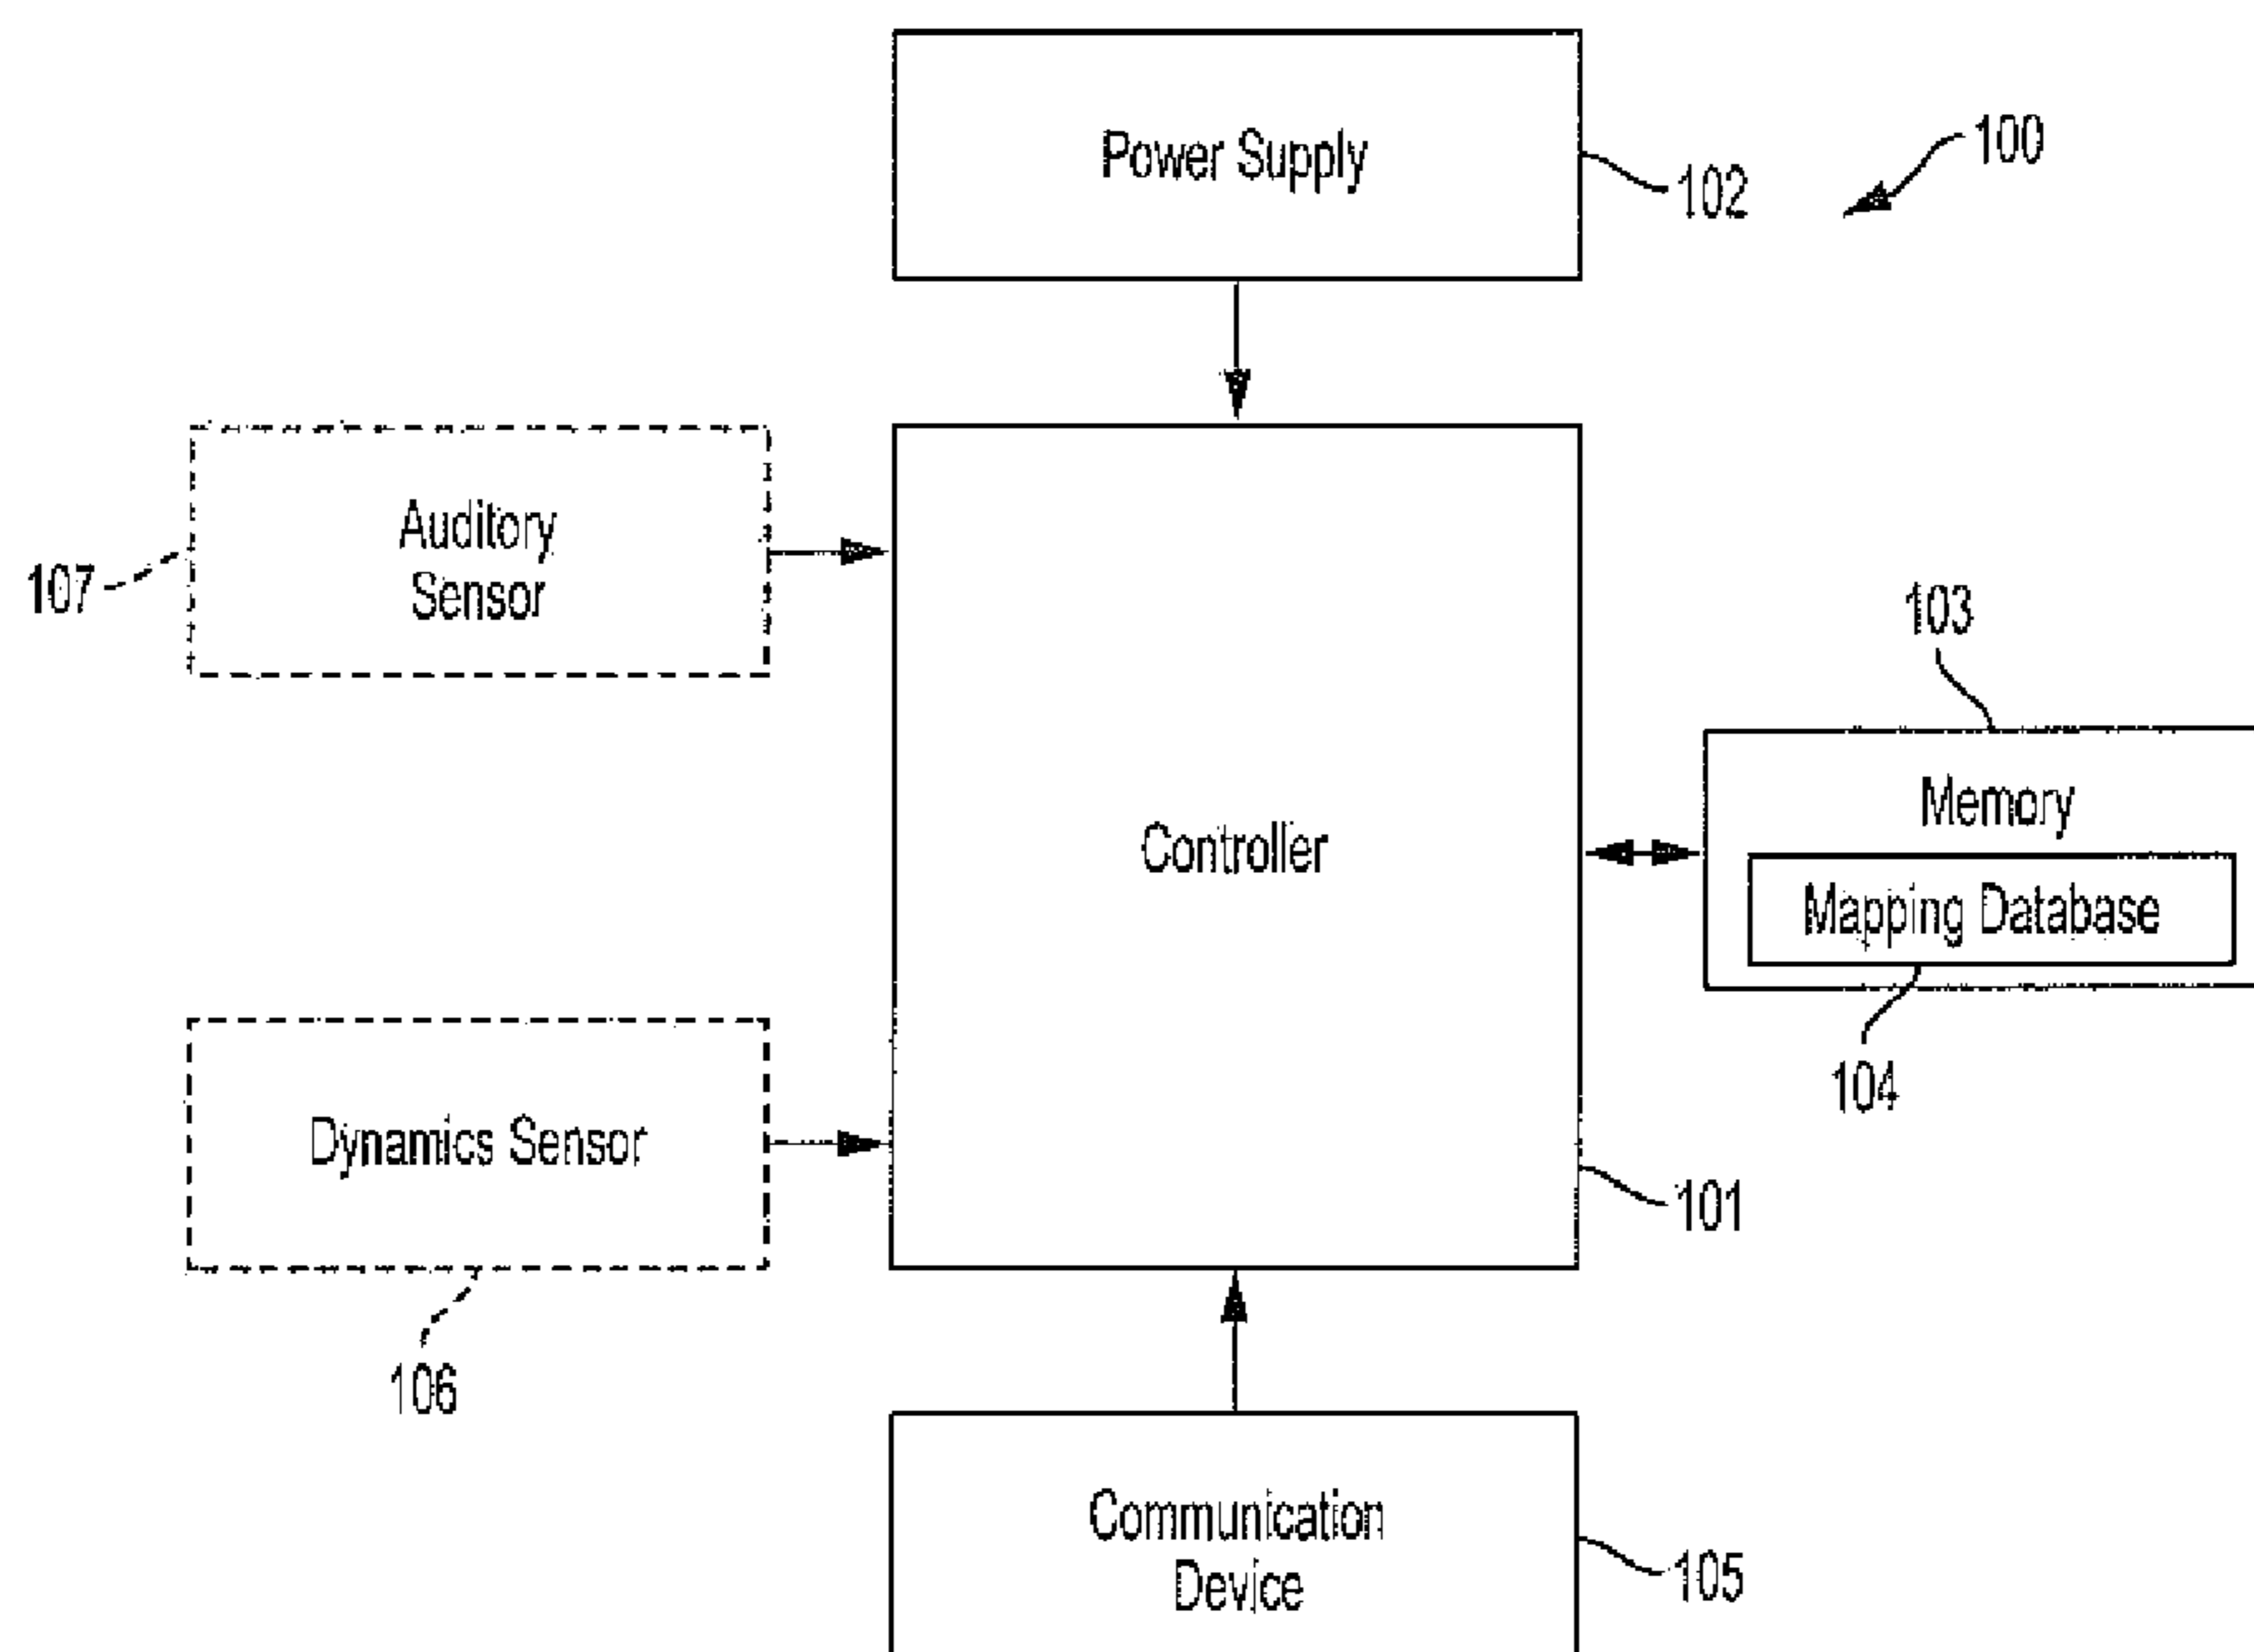 Power Supply
102
100
Auditory
Sensor
107
103
Memory
Controller
Mapping Database
104
Dynamics Sensor
101
106
Communication
Device
105